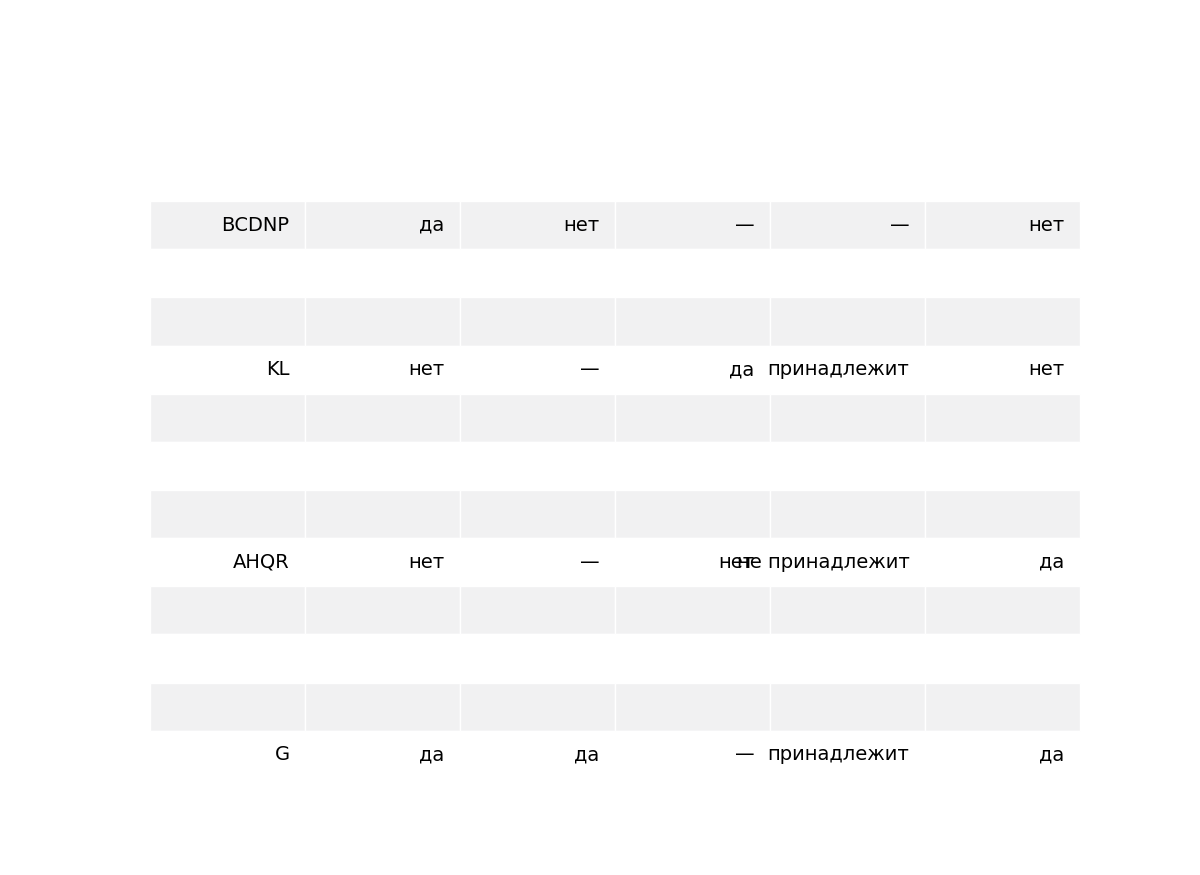 BCDNP да нет — — нет
KL нет — да принадлежит нет
AHQR нет — нет не принадлежит да
G да да — принадлежит да